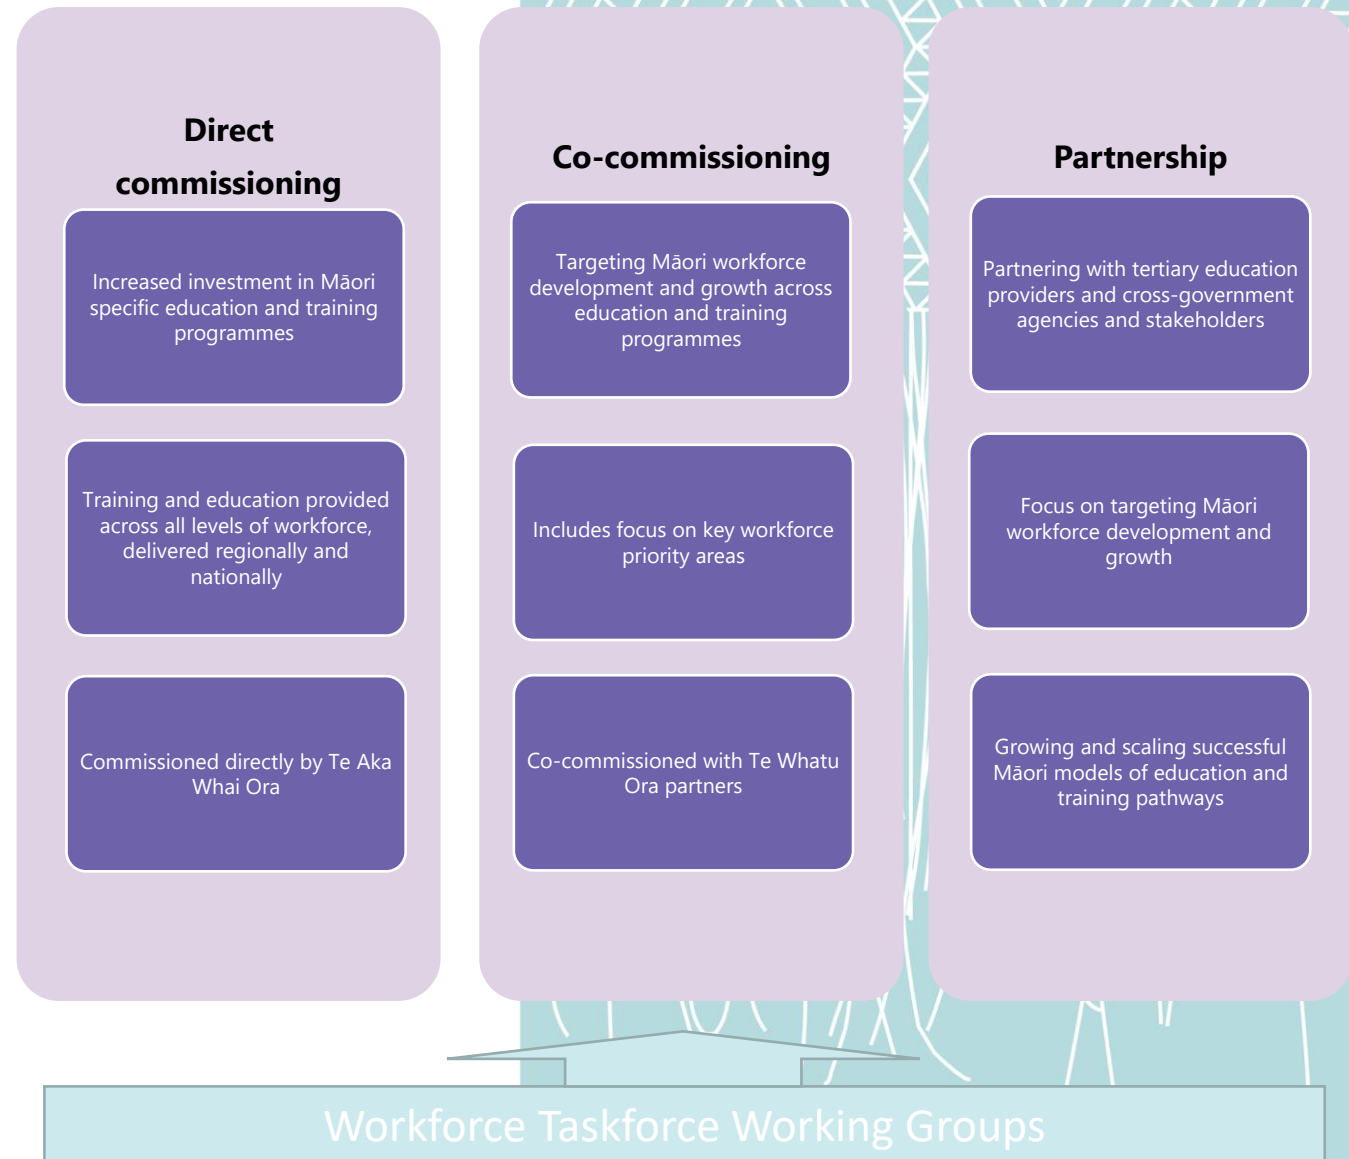 Direct
commissioning
Increased investment in Māori
specific education and training
programmes
Training and education provided
across all levels of workforce,
delivered regionally and
nationally
Commissioned directly by Te Aka
Whai Ora
Co-commissioning
Targeting Māori workforce
development and growth across
education and training
programmes
Includes focus on key workforce
priority areas
Co-commissioned with Te Whatu
Ora partners
Partnership
Partnering with tertiary education
providers and cross-government
agencies and stakeholders
Focus on targeting Māori
workforce development and
growth
Growing and scaling successful
Māori models of education and
training pathways
Workforce Taskforce Working Groups